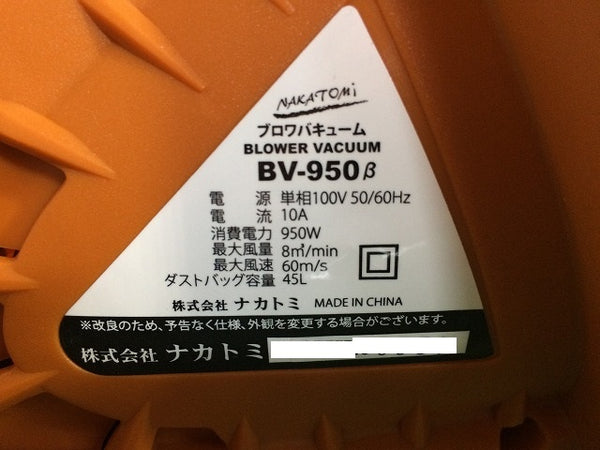 NAKATOMi
ブロワバキューム
BLOWER VACUUM
BV-950β
電 源 単相100V 50/60Hz
電 流 10A
消費電力 950W
最大風量 8㎥/min
最大風速 60m/s
ダストバッグ容量 45L
株式会社 ナカトミ MADE IN CHINA
※改良のため、予告なく仕様、外観を変更する場合がございます。
株式会社 ナカトミ